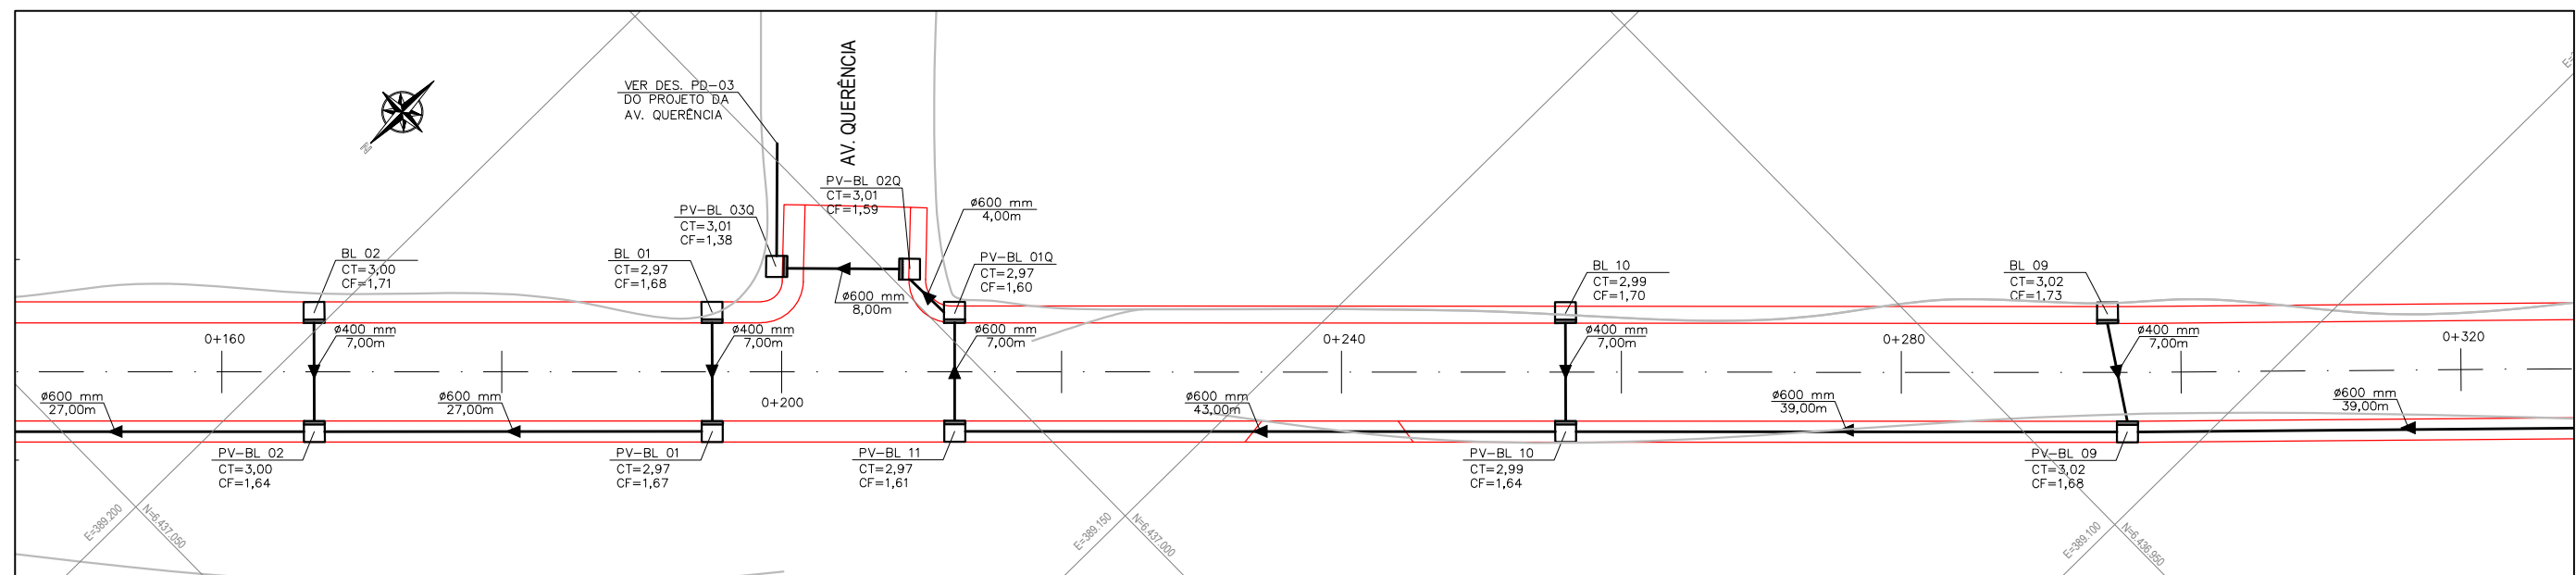 AV. QUERÊNCIA
VER DES. PD-03
DO PROJETO DA
AV. QUERÊNCIA
N
PV-BL 02Q
CT=3,01
CF=1,59
PV-BL 03Q
CT=3,01
CF=1,38
ø600 mm
4,00m
BL 02
CT=3,00
CF=1,71
BL 01
CT=2,97
CF=1,68
PV-BL 01Q
CT=2,97
CF=1,60
BL 10
CT=2,99
CF=1,70
BL 09
CT=3,02
CF=1,73
ø600 mm
8,00m
ø400 mm
7,00m
ø400 mm
7,00m
ø600 mm
7,00m
ø400 mm
7,00m
ø400 mm
7,00m
0+160
0+200
0+240
0+280
0+320
ø600 mm
27,00m
ø600 mm
27,00m
ø600 mm
43,00m
ø600 mm
39,00m
ø600 mm
39,00m
PV-BL 02
CT=3,00
CF=1,64
PV-BL 01
CT=2,97
CF=1,67
PV-BL 11
CT=2,97
CF=1,61
PV-BL 10
CT=2,99
CF=1,64
PV-BL 09
CT=3,02
CF=1,68
E=389.200
N=6.437.050
E=389.150
N=6.437.000
E=389.100
N=6.436.950